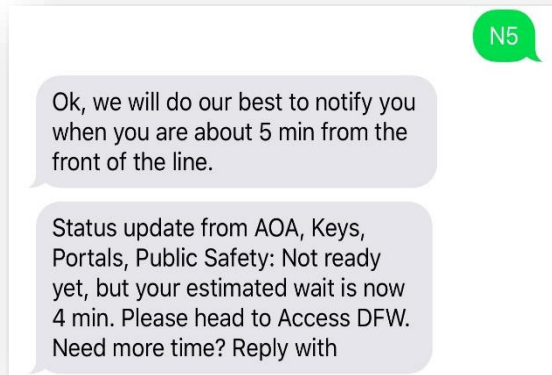 N5
Ok, we will do our best to notify you
when you are about 5 min from the
front of the line.
Status update from AOA, Keys,
Portals, Public Safety: Not ready
yet, but your estimated wait is now
4 min. Please head to Access DFW.
Need more time? Reply with